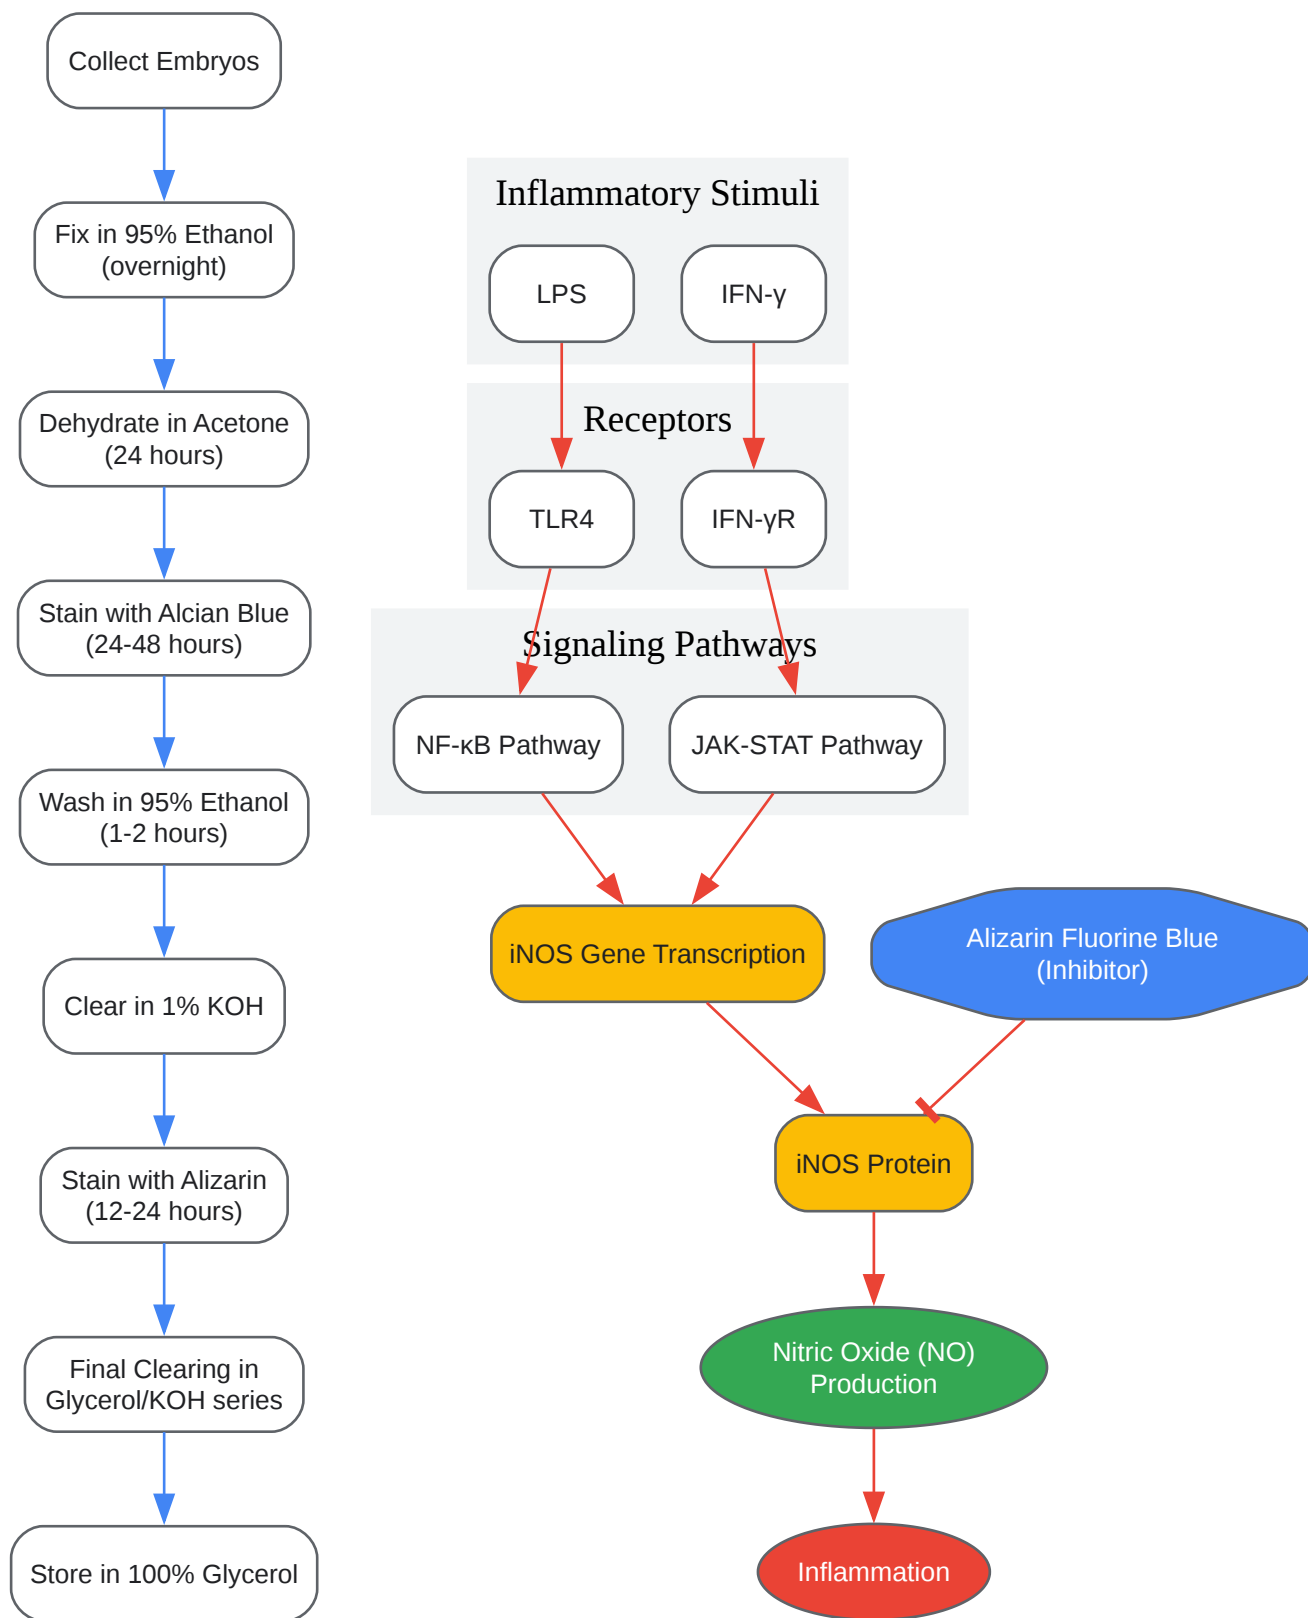 Collect Embryos
Fix in 95% Ethanol
(overnight)
Dehydrate in Acetone
(24 hours)
Stain with Alcian Blue
(24-48 hours)
Wash in 95% Ethanol
(1-2 hours)
Clear in 1% KOH
Stain with Alizarin
(12-24 hours)
Final Clearing in
Glycerol/KOH series
Store in 100% Glycerol
Inflammatory Stimuli
LPS
IFN-γ
Receptors
TLR4
IFN-γR
Signaling Pathways
NF-κB Pathway
JAK-STAT Pathway
iNOS Gene Transcription
Alizarin Fluorine Blue
(Inhibitor)
iNOS Protein
Nitric Oxide (NO)
Production
Inflammation